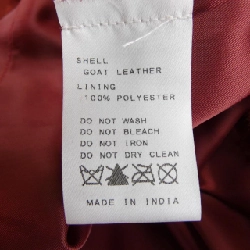 SHELL
GOAT LEATHER
LINING
100% POLYESTER
DO NOT WASH
DO NOT BLEACH
DO NOT IRON
DO NOT DRY CLEAN
MADE IN INDIA